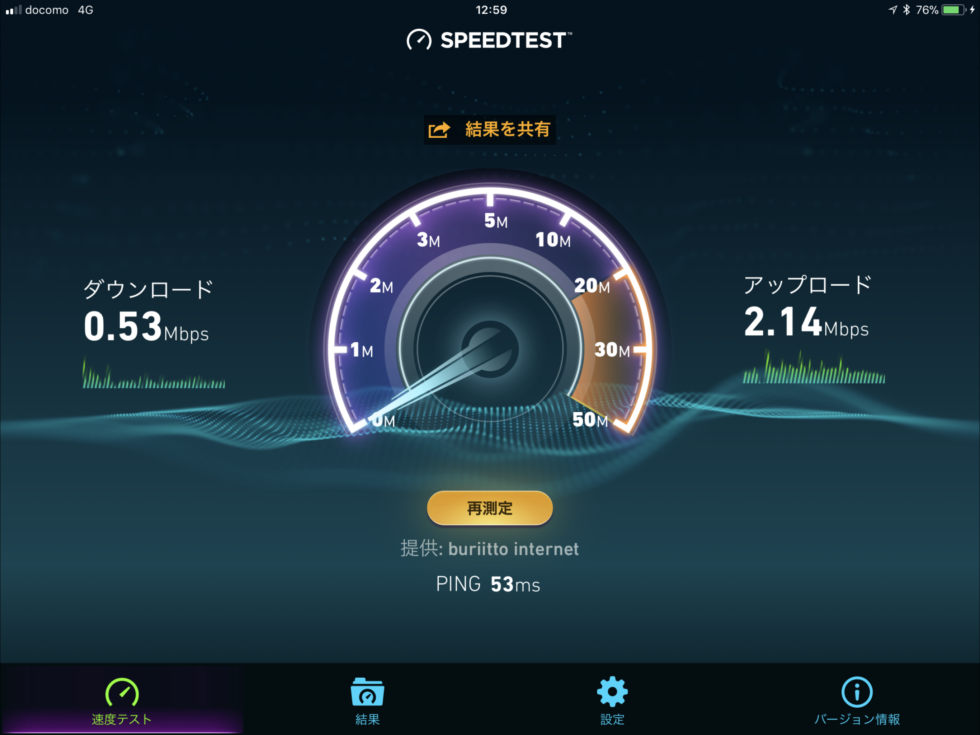 docomo 4G
12:59
76%
SPEEDTEST™
結果を共有
0M
1M
2M
3M
5M
10M
20M
30M
50M
ダウンロード
0.53Mbps
アップロード
2.14Mbps
再測定
提供: buriitto internet
PING 53ms
速度テスト
結果
設定
バージョン情報